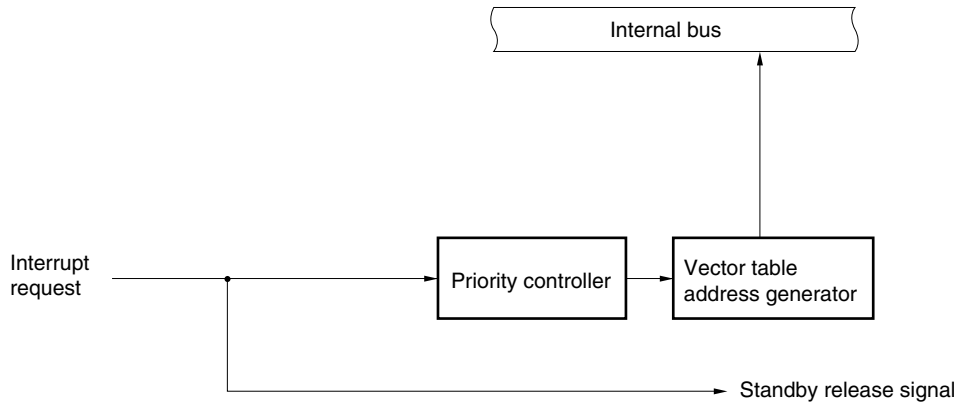 Internal bus
Interrupt
request
Priority controller
Vector table
address generator
Standby release signal